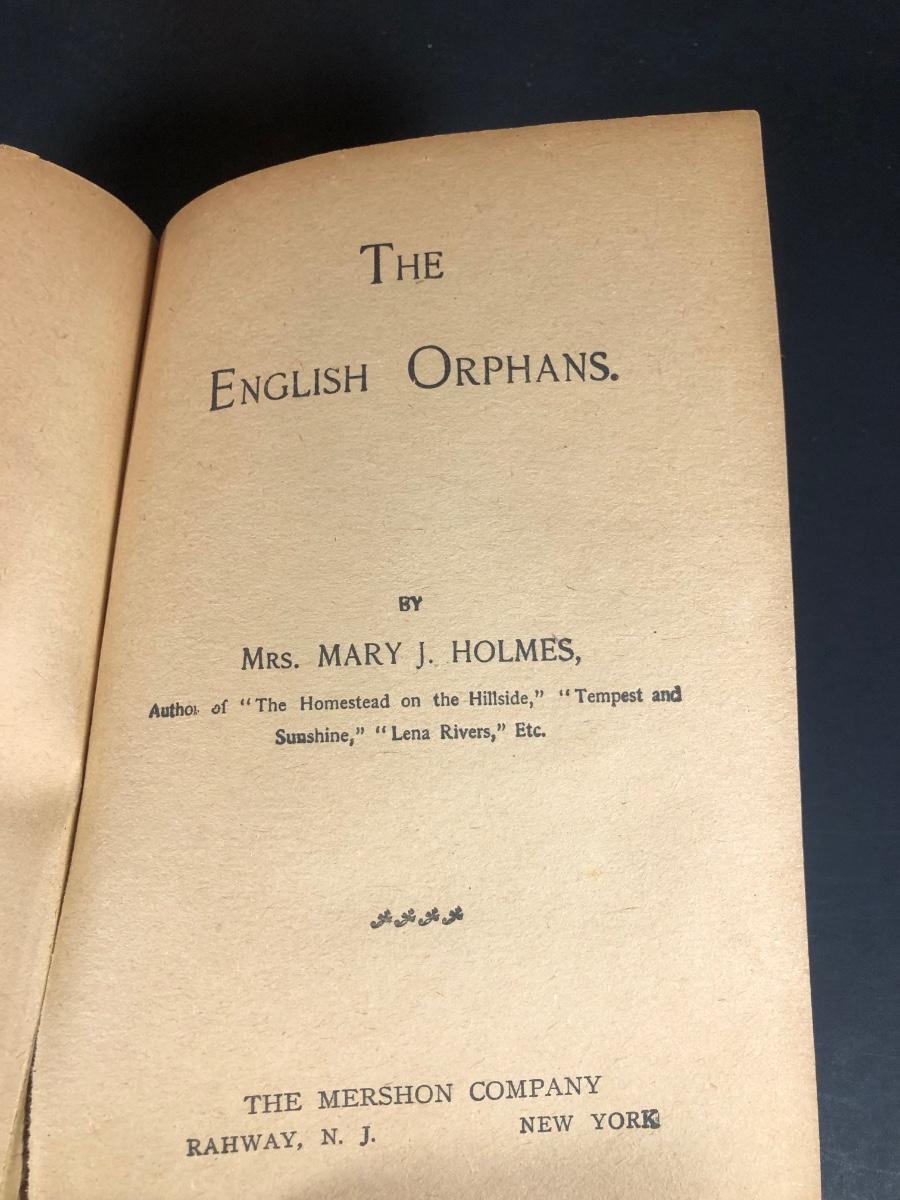 THE
ENGLISH ORPHANS.
BY
MRS. MARY J. HOLMES,
Author of “The Homestead on the Hillside,” “Tempest and
Sunshine,” “Lena Rivers,” Etc.
THE MERSHON COMPANY
RAHWAY, N. J. NEW YORK